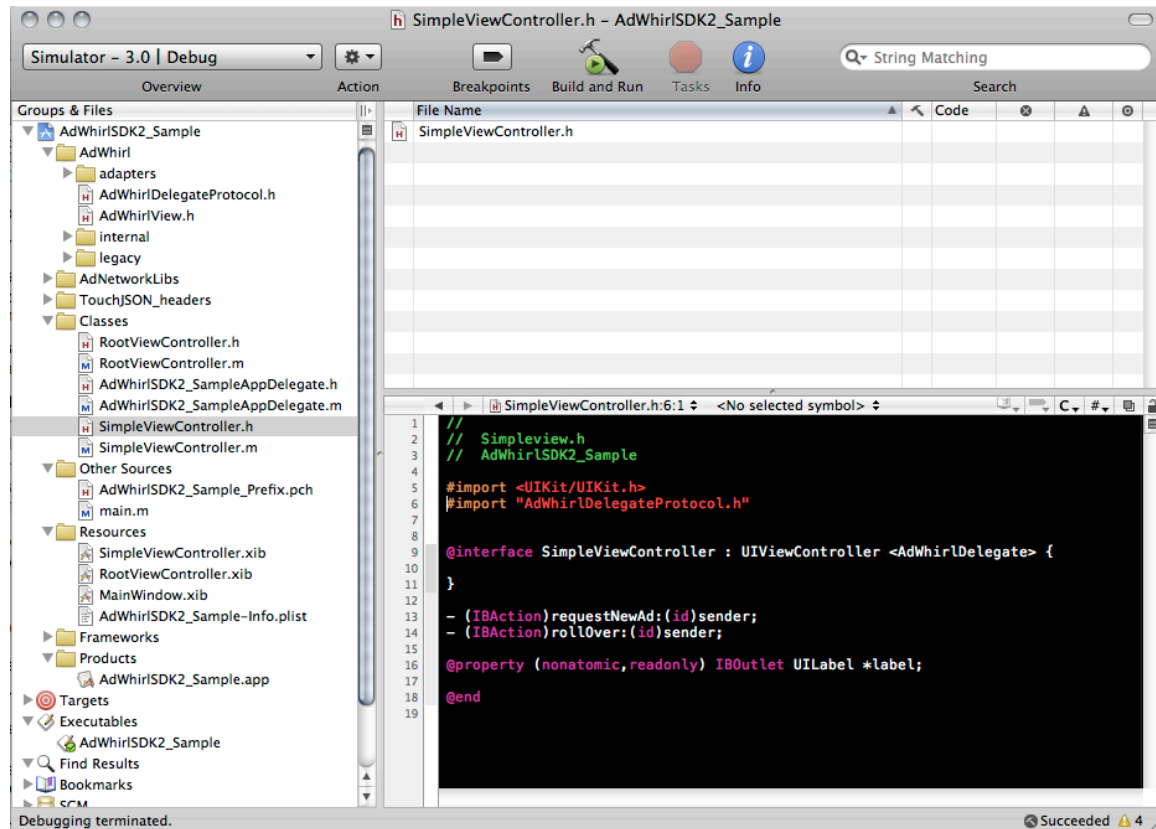 SimpleViewController.h – AdWhirlSDK2_Sample
Simulator – 3.0 | Debug
String Matching
Overview Action Breakpoints Build and Run Tasks Info Search
Groups & Files
AdWhirlSDK2_Sample
AdWhirl
adapters
AdWhirlDelegateProtocol.h
AdWhirlView.h
internal
legacy
AdNetworkLibs
TouchJSON_headers
Classes
RootViewController.h
RootViewController.m
AdWhirlSDK2_SampleAppDelegate.h
AdWhirlSDK2_SampleAppDelegate.m
SimpleViewController.h
SimpleViewController.m
Other Sources
AdWhirlSDK2_Sample_Prefix.pch
main.m
Resources
SimpleViewController.xib
RootViewController.xib
MainWindow.xib
AdWhirlSDK2_Sample-Info.plist
Frameworks
Products
AdWhirlSDK2_Sample.app
Targets
Executables
AdWhirlSDK2_Sample
Find Results
Bookmarks
SCM
File Name Code
SimpleViewController.h
SimpleViewController.h:6:1 <No selected symbol> C #
1 //
2 //  Simpleview.h
3 //  AdWhirlSDK2_Sample
4
5 #import <UIKit/UIKit.h>
6 #import "AdWhirlDelegateProtocol.h"
7
8
9 @interface SimpleViewController : UIViewController <AdWhirlDelegate> {
10
11 }
12
13 – (IBAction)requestNewAd:(id)sender;
14 – (IBAction)rollOver:(id)sender;
15
16 @property (nonatomic,readonly) IBOutlet UILabel *label;
17
18 @end
19
Debugging terminated.
Succeeded 4